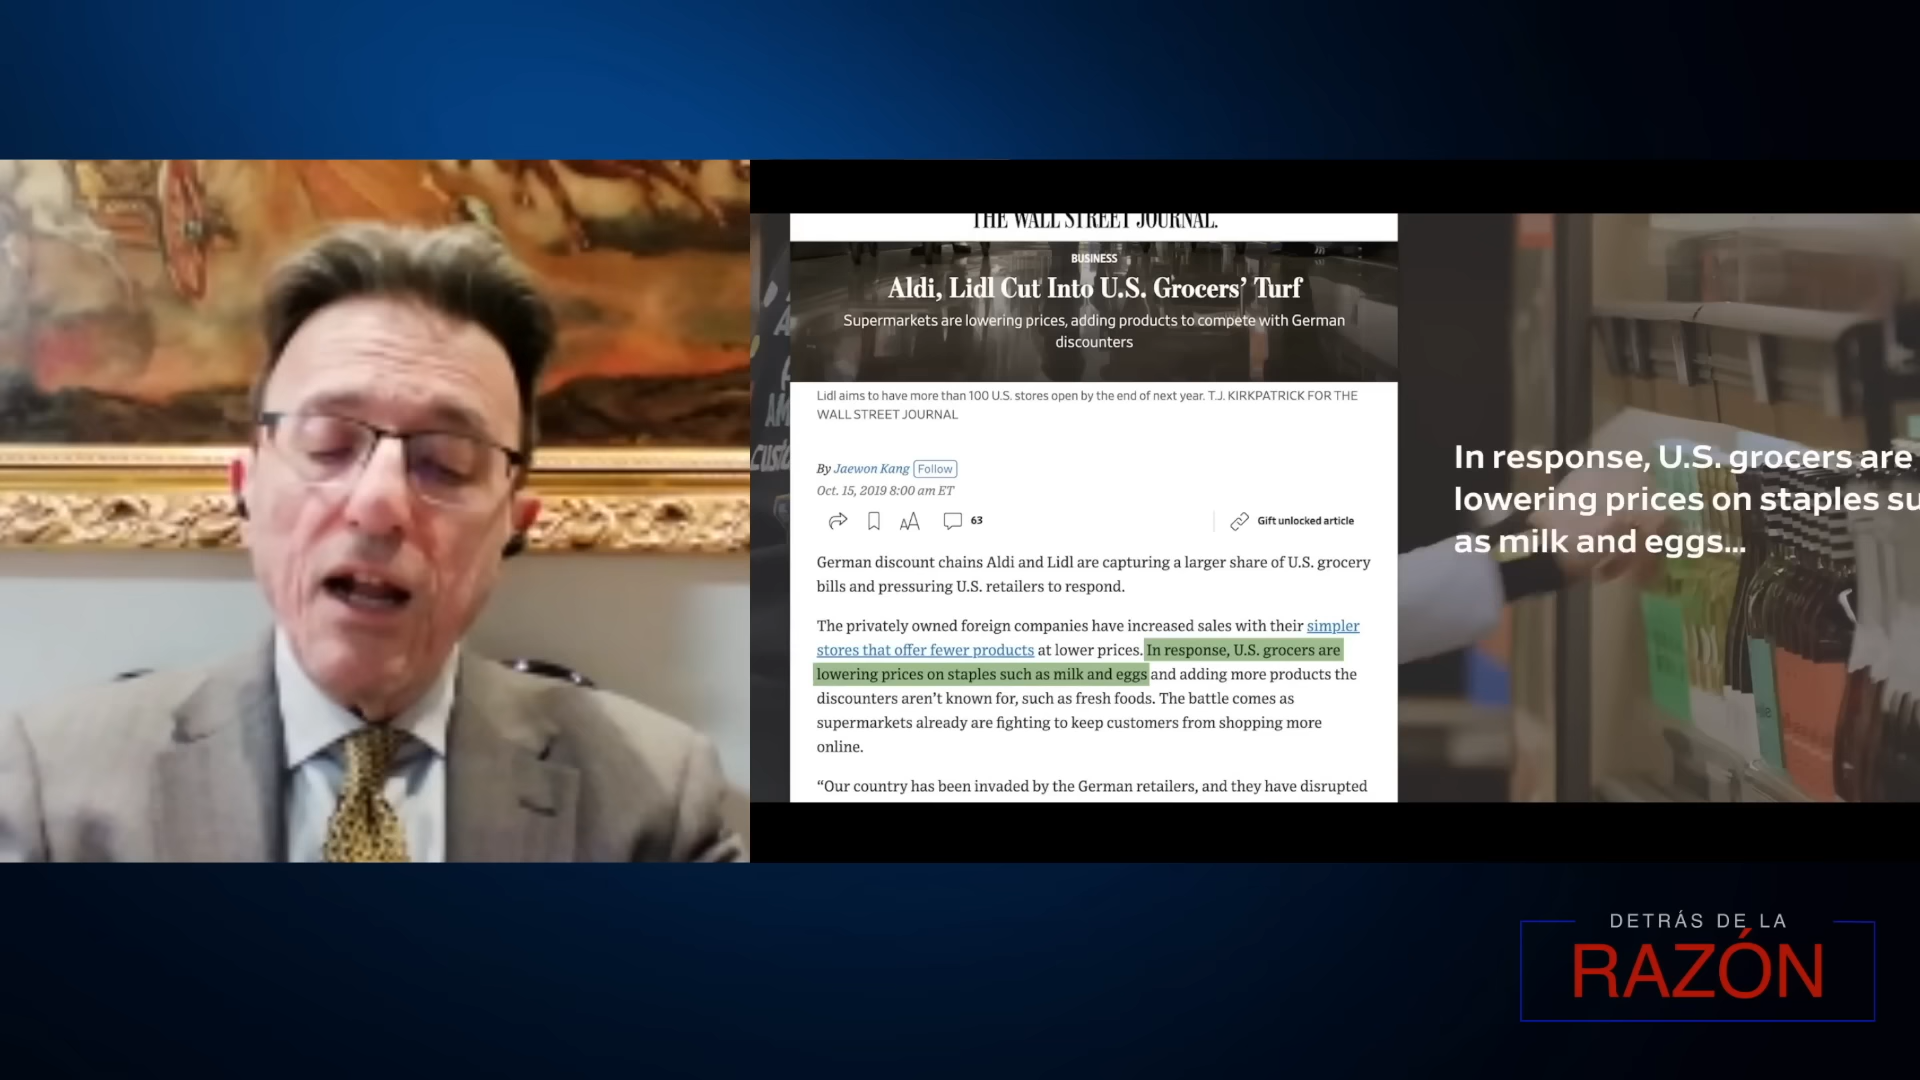 THE WALL STREET JOURNAL.
BUSINESS
Aldi, Lidl Cut Into U.S. Grocers’ Turf
Supermarkets are lowering prices, adding products to compete with German
discounters
Lidl aims to have more than 100 U.S. stores open by the end of next year. T.J. KIRKPATRICK FOR THE
WALL STREET JOURNAL
By Jaewon Kang Follow
Oct. 15, 2019 8:00 am ET
AA 63 Gift unlocked article
German discount chains Aldi and Lidl are capturing a larger share of U.S. grocery
bills and pressuring U.S. retailers to respond.
The privately owned foreign companies have increased sales with their simpler
stores that offer fewer products at lower prices. In response, U.S. grocers are
lowering prices on staples such as milk and eggs and adding more products the
discounters aren’t known for, such as fresh foods. The battle comes as
supermarkets already are fighting to keep customers from shopping more
online.
“Our country has been invaded by the German retailers, and they have disrupted
In response, U.S. grocers are
lowering prices on staples su
as milk and eggs...
DETRÁS DE LA
RAZÓN